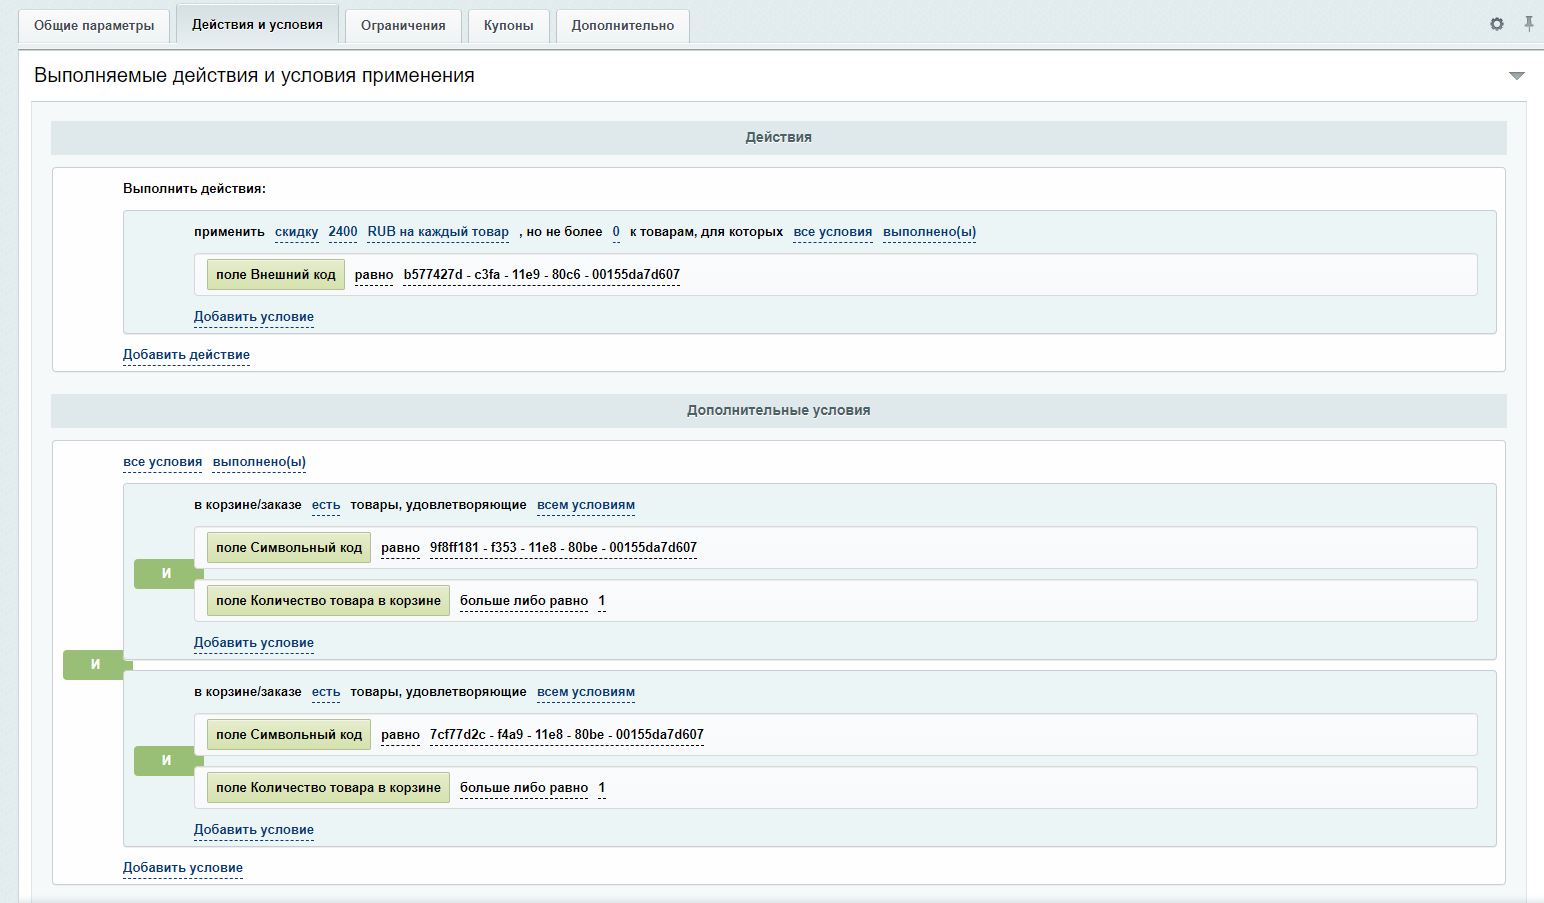 Общие параметры Действия и условия Ограничения Купоны Дополнительно
Выполняемые действия и условия применения
Действия
Выполнить действия:
применить скидку 2400 RUB на каждый товар , но не более 0 к товарам, для которых все условия выполнено(ы)
поле Внешний код равно b577427d - c3fa - 11e9 - 80c6 - 00155da7d607
Добавить условие
Добавить действие
Дополнительные условия
все условия выполнено(ы)
в корзине/заказе есть товары, удовлетворяющие всем условиям
поле Символьный код равно 9f8ff181 - f353 - 11e8 - 80be - 00155da7d607
И
поле Количество товара в корзине больше либо равно 1
Добавить условие
И
в корзине/заказе есть товары, удовлетворяющие всем условиям
поле Символьный код равно 7cf77d2c - f4a9 - 11e8 - 80be - 00155da7d607
И
поле Количество товара в корзине больше либо равно 1
Добавить условие
Добавить условие